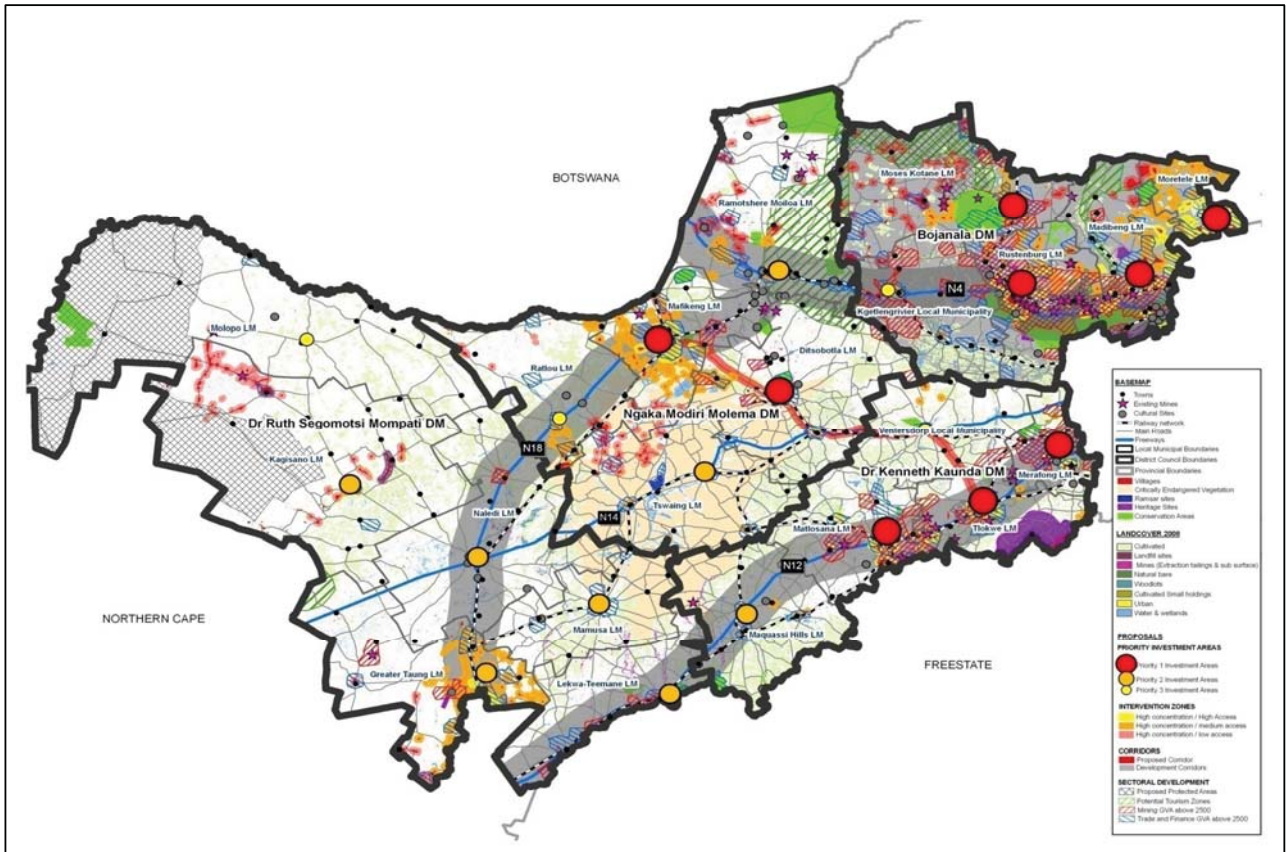 BOTSWANA
NORTHERN CAPE
FREESTATE
Moses Kotane LM
Moretele LM
Ramotshere Moiloa LM
Madibeng LM
Bojanala DM
Rustenburg LM
N4
Kgetlengrivier Local Municipality
Mafikeng LM
Molopo LM
Ditsobotla LM
Ratlou LM
Ngaka Modiri Molema DM
Dr Ruth Segomotsi Mompati DM
N18
Ventersdorp Local Municipality
Kagisano LM
Dr Kenneth Kaunda DM
Merafong LM
Naledi LM
N14
Tswaing LM
Matlosana LM
Tlokwe LM
N12
Mamusa LM
Maquassi Hills LM
Greater Taung LM
Lekwa-Teemane LM
BASEMAP
Towns
Existing Mines
Cultural Sites
Railway network
Main Roads
Freeways
Local Municipal Boundaries
District Council Boundaries
Provincial Boundaries
Villages
Critically Endangered Vegetation
Ramsar sites
Heritage Sites
Conservation Areas
LANDCOVER 2008
Cultivated
Landfill sites
Mines (Extraction tailings & sub surface)
Natural bare
Woodlots
Cultivated Small holdings
Urban
Water & wetlands
PROPOSALS
PRIORITY INVESTMENT AREAS
Priority 1 Investment Areas
Priority 2 Investment Areas
Priority 3 Investment Areas
INTERVENTION ZONES
High concentration / High Access
High concentration / medium access
High concentration / low access
CORRIDORS
Proposed Corridor
Development Corridors
SECTORAL DEVELOPMENT
Proposed Protected Areas
Potential Tourism Zones
Mining GVA above 2500
Trade and Finance GVA above 2500